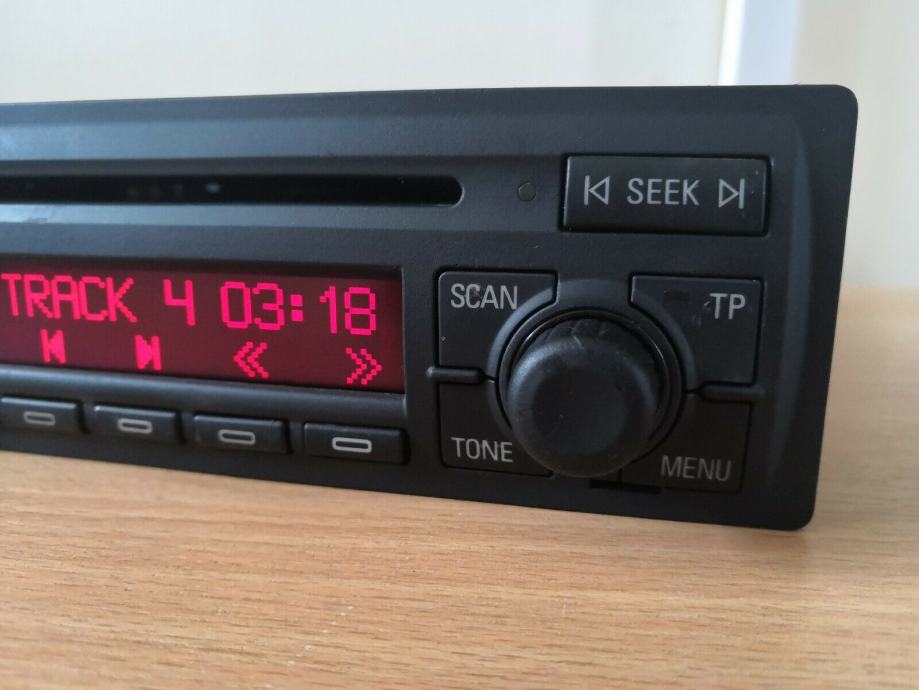 SEEK
TRACK 4 03:18
SCAN
TP
TONE
MENU